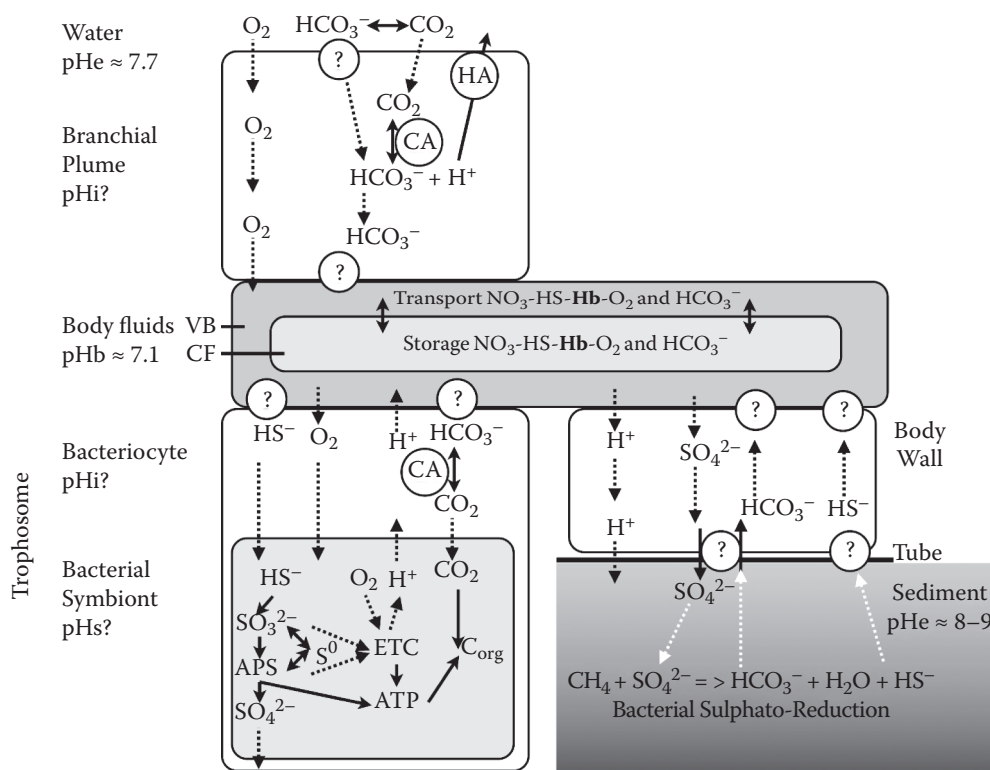 Water
pHe ≈ 7.7
O₂
HCO₃⁻
CO₂
?
HA
CO₂
Branchial
Plume
pHi?
O₂
CA
HCO₃⁻ + H⁺
O₂
HCO₃⁻
?
Transport NO₃-HS-Hb-O₂ and HCO₃⁻
Body fluids
pHb ≈ 7.1
VB
CF
Storage NO₃-HS-Hb-O₂ and HCO₃⁻
?
?
?
?
HS⁻
O₂
H⁺
HCO₃⁻
H⁺
SO₄²⁻
Body
Wall
Bacteriocyte
pHi?
CA
CO₂
HCO₃⁻
HS⁻
H⁺
?
?
Tube
Trophosome
Bacterial
Symbiont
pHs?
HS⁻
O₂
H⁺
CO₂
SO₄²⁻
Sediment
pHe ≈ 8–9
SO₃²⁻
S⁰
ETC
C org
APS
ATP
SO₄²⁻
CH₄ + SO₄²⁻ = > HCO₃⁻ + H₂O + HS⁻
Bacterial Sulphato-Reduction